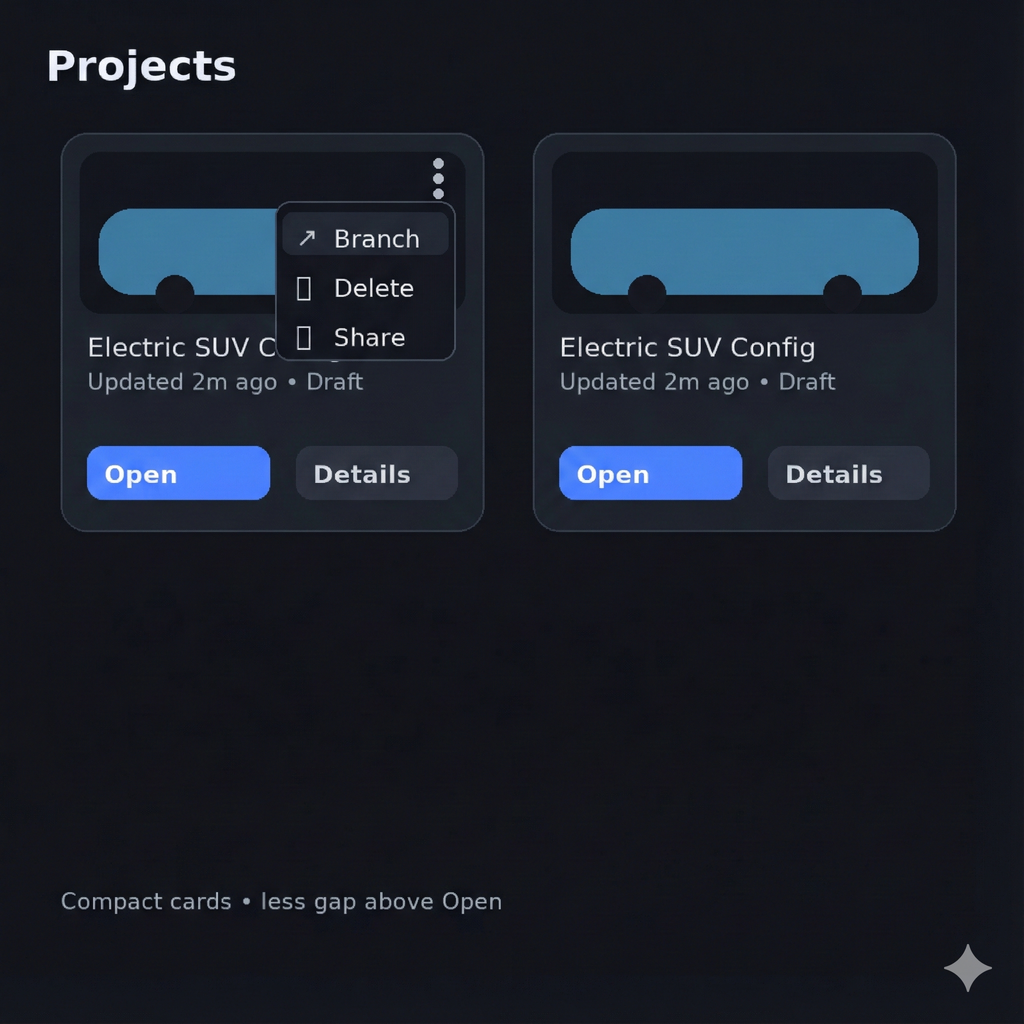 Projects
↗ Branch
Delete
Share
Electric SUV C
Updated 2m ago • Draft
Open
Details
Electric SUV Config
Updated 2m ago • Draft
Open
Details
Compact cards • less gap above Open